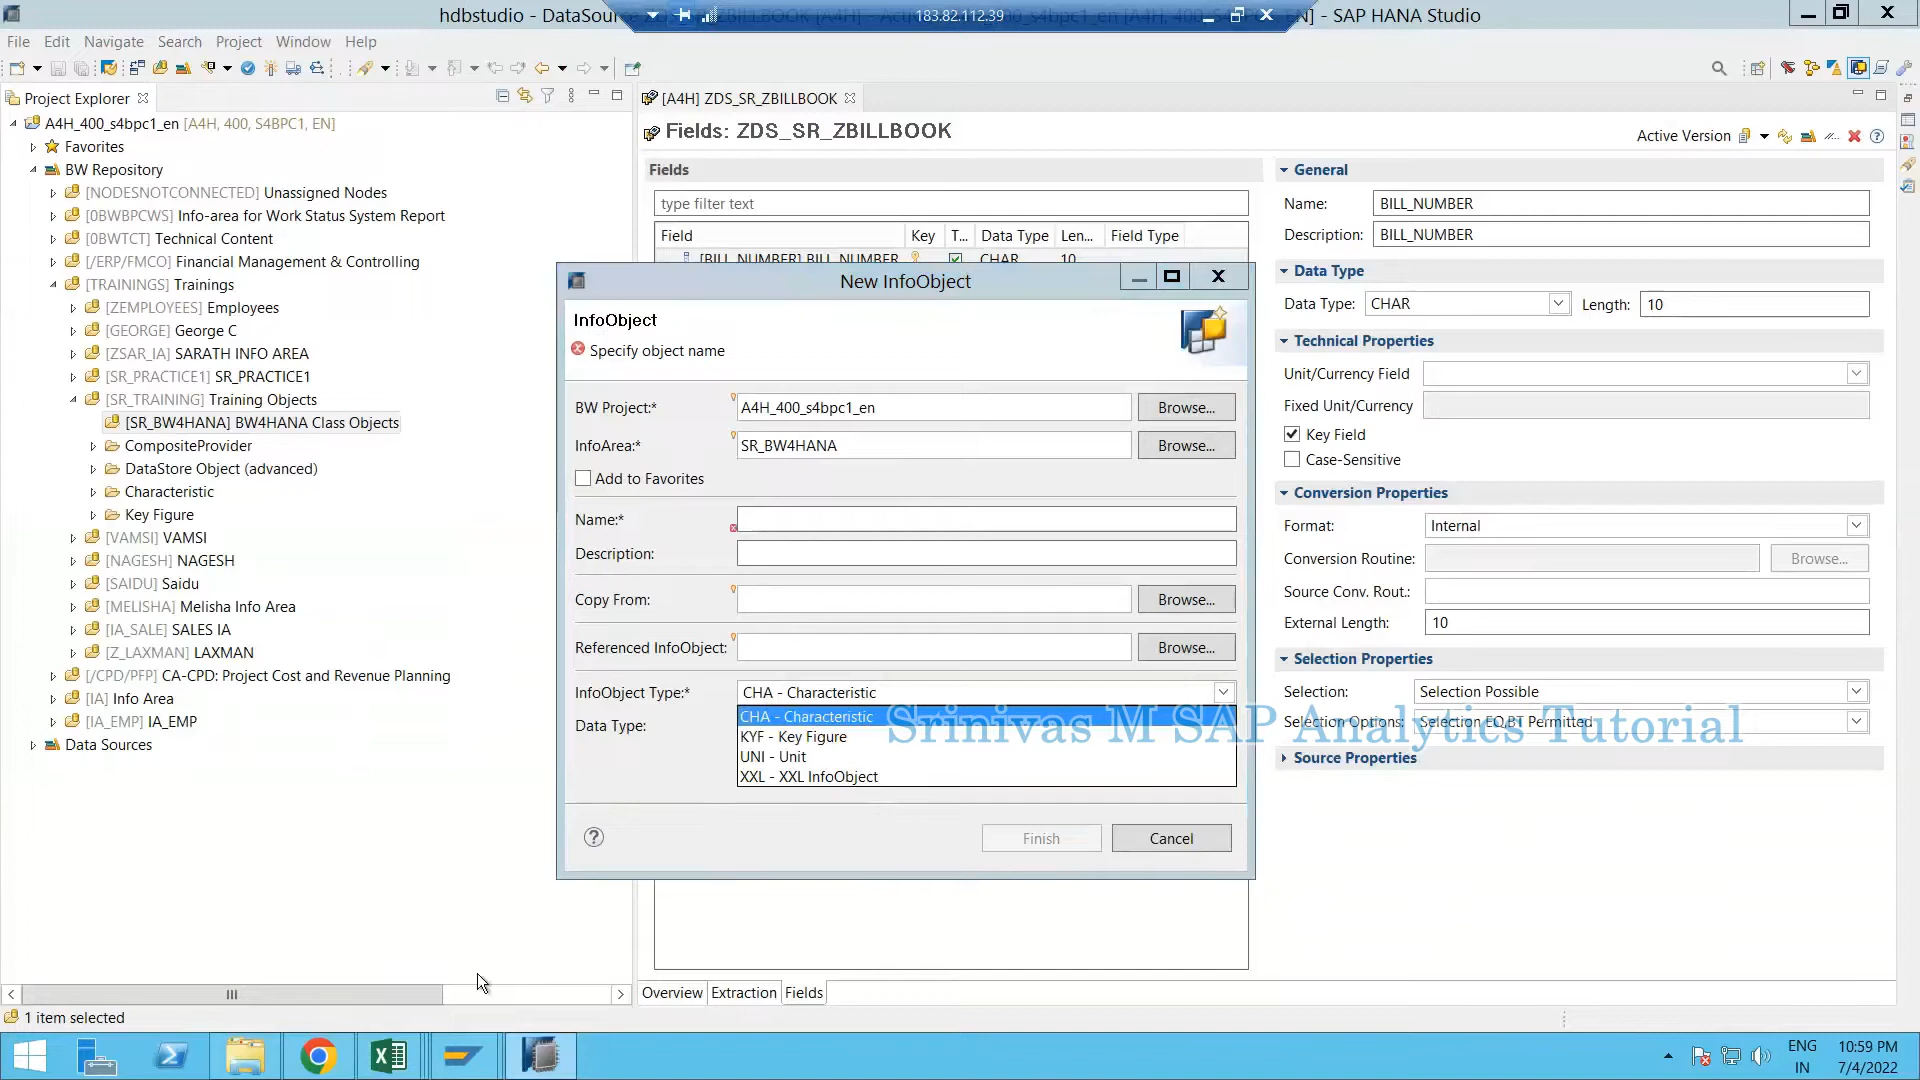 hdbstudio - DataSour
ZBILLBOOK [A4H] - Ac
183.82.112.39
00_s4bpc1_en [A4H, 400, S
N] - SAP HANA Studio
File Edit Navigate Search Project Window Help
Project Explorer
[A4H] ZDS_SR_ZBILLBOOK
A4H_400_s4bpc1_en [A4H, 400, S4BPC1, EN]
Favorites
BW Repository
[NODESNOTCONNECTED] Unassigned Nodes
[0BWBPCWS] Info-area for Work Status System Report
[0BWTCT] Technical Content
[/ERP/FMCO] Financial Management & Controlling
[TRAININGS] Trainings
[ZEMPLOYEES] Employees
[GEORGE] George C
[ZSAR_IA] SARATH INFO AREA
[SR_PRACTICE1] SR_PRACTICE1
[SR_TRAINING] Training Objects
[SR_BW4HANA] BW4HANA Class Objects
CompositeProvider
DataStore Object (advanced)
Characteristic
Key Figure
[VAMSI] VAMSI
[NAGESH] NAGESH
[SAIDU] Saidu
[MELISHA] Melisha Info Area
[IA_SALE] SALES IA
[Z_LAXMAN] LAXMAN
[/CPD/PFP] CA-CPD: Project Cost and Revenue Planning
[IA] Info Area
[IA_EMP] IA_EMP
Data Sources
Fields: ZDS_SR_ZBILLBOOK
Active Version
Fields
type filter text
Field Key T... Data Type Len... Field Type
[BILL_NUMBER] BILL_NUMBER CHAR 10
New InfoObject
InfoObject
Specify object name
BW Project:* A4H_400_s4bpc1_en Browse...
InfoArea:* SR_BW4HANA Browse...
Add to Favorites
Name:*
Description:
Copy From: Browse...
Referenced InfoObject: Browse...
InfoObject Type:* CHA - Characteristic
Data Type:
CHA - Characteristic
KYF - Key Figure
UNI - Unit
XXL - XXL InfoObject
Finish Cancel
General
Name: BILL_NUMBER
Description: BILL_NUMBER
Data Type
Data Type: CHAR Length: 10
Technical Properties
Unit/Currency Field
Fixed Unit/Currency
Key Field
Case-Sensitive
Conversion Properties
Format: Internal
Conversion Routine: Browse...
Source Conv. Rout.:
External Length: 10
Selection Properties
Selection: Selection Possible
Selection Options: Selection EQ,BT Permitted
Source Properties
Srinivas M SAP Analytics Tutorial
Overview Extraction Fields
1 item selected
ENG
IN
10:59 PM
7/4/2022